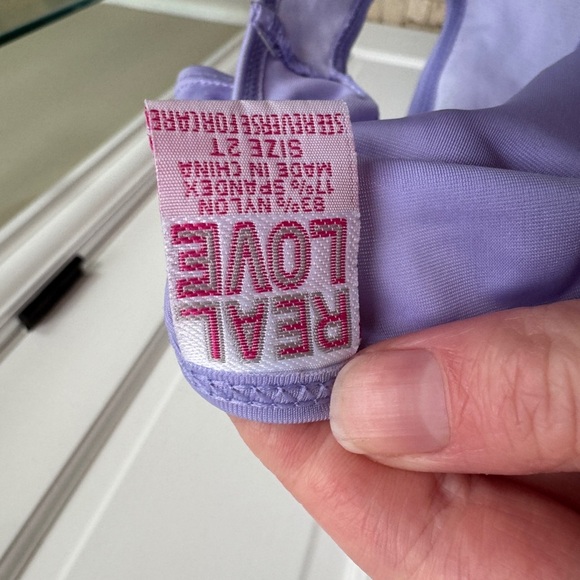 REAL
LOVE
83% NYLON
17% SPANDEX
MADE IN CHINA
SIZE 2T
SEE REVERSE FOR CARE